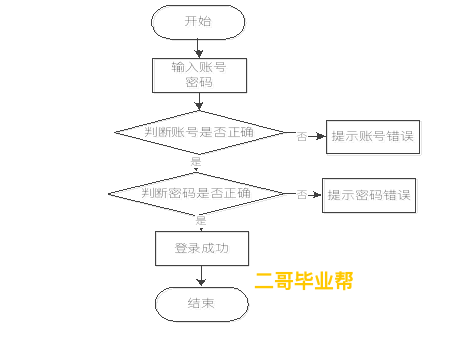 开始
输入账号
密码
判断账号是否正确
否
提示账号错误
是
判断密码是否正确
否
提示密码错误
是
登录成功
二哥毕业帮
结束